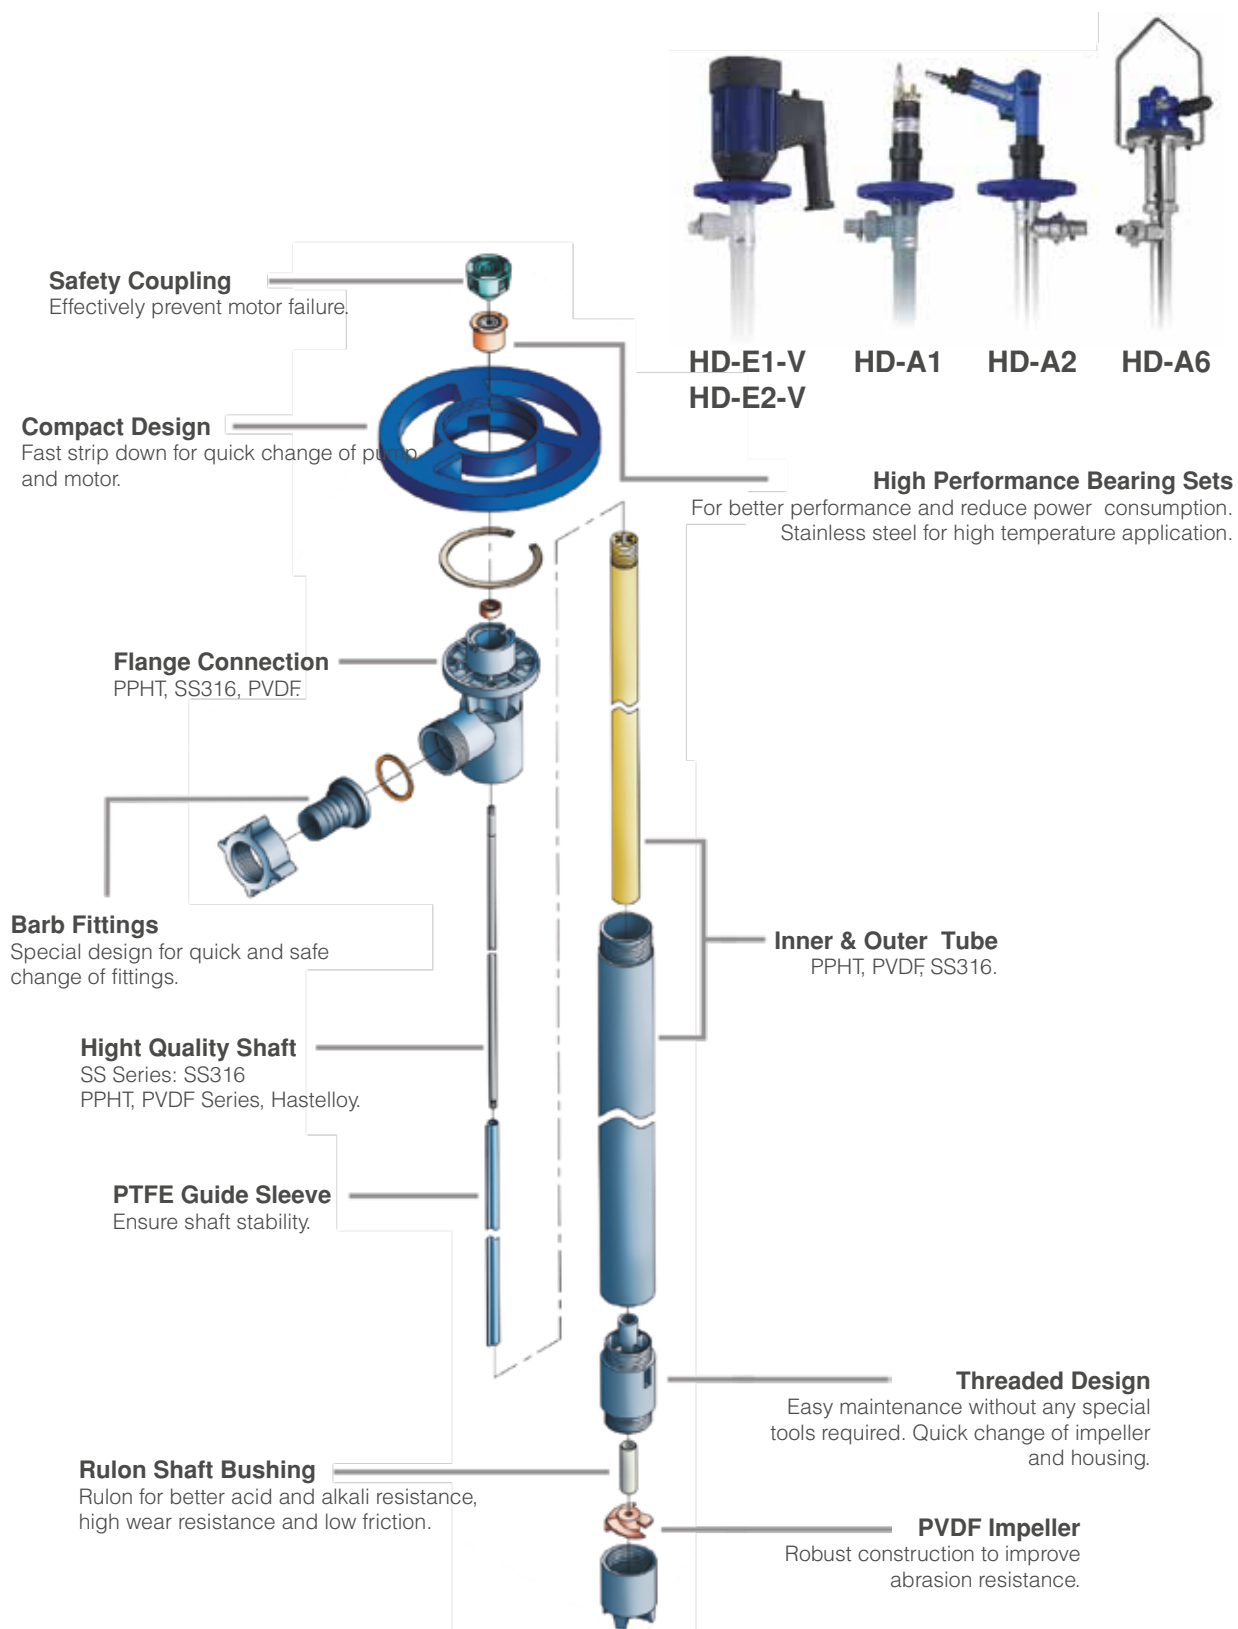 HD-E1-V
HD-E2-V
HD-A1
HD-A2
HD-A6
Safety Coupling
Effectively prevent motor failure.
Compact Design
Fast strip down for quick change of pump
and motor.
High Performance Bearing Sets
For better performance and reduce power consumption.
Stainless steel for high temperature application.
Flange Connection
PPHT, SS316, PVDF.
Barb Fittings
Special design for quick and safe
change of fittings.
Inner & Outer Tube
PPHT, PVDF, SS316.
Hight Quality Shaft
SS Series: SS316
PPHT, PVDF Series, Hastelloy.
PTFE Guide Sleeve
Ensure shaft stability.
Threaded Design
Easy maintenance without any special
tools required. Quick change of impeller
and housing.
Rulon Shaft Bushing
Rulon for better acid and alkali resistance,
high wear resistance and low friction.
PVDF Impeller
Robust construction to improve
abrasion resistance.